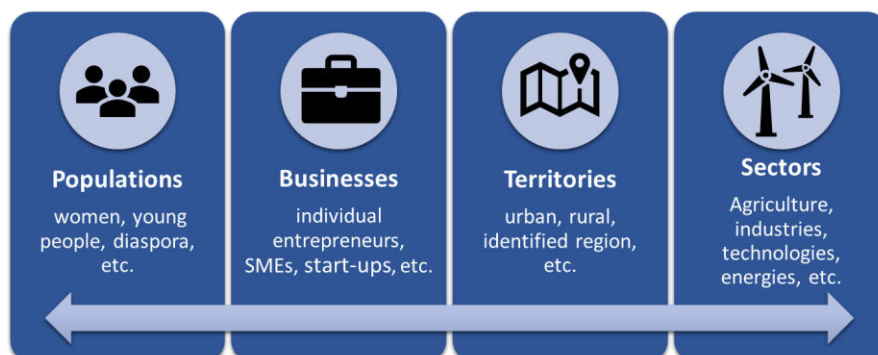 Populations
women, young
people, diaspora,
etc.
Businesses
individual
entrepreneurs,
SMEs, start-ups, etc.
Territories
urban, rural,
identified region,
etc.
Sectors
Agriculture,
industries,
technologies,
energies, etc.